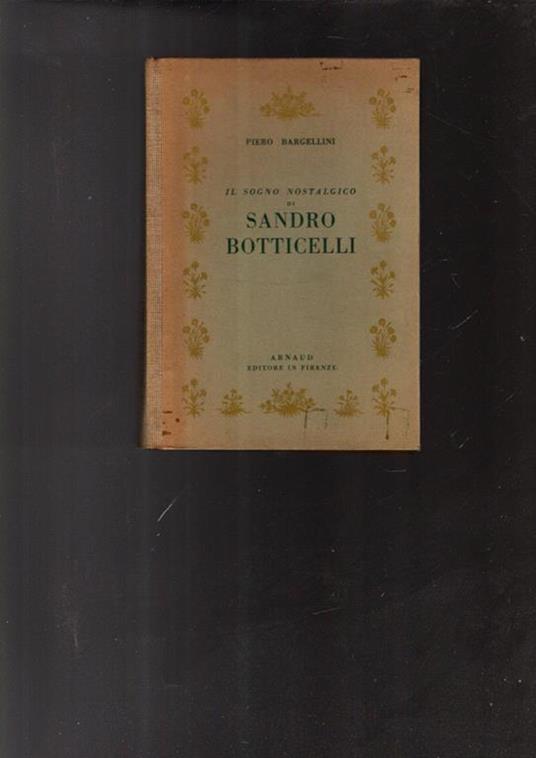 PIERO BARGELLINI
IL SOGNO NOSTALGICO
DI
SANDRO
BOTTICELLI
ARNAUD
EDITORE IN FIRENZE